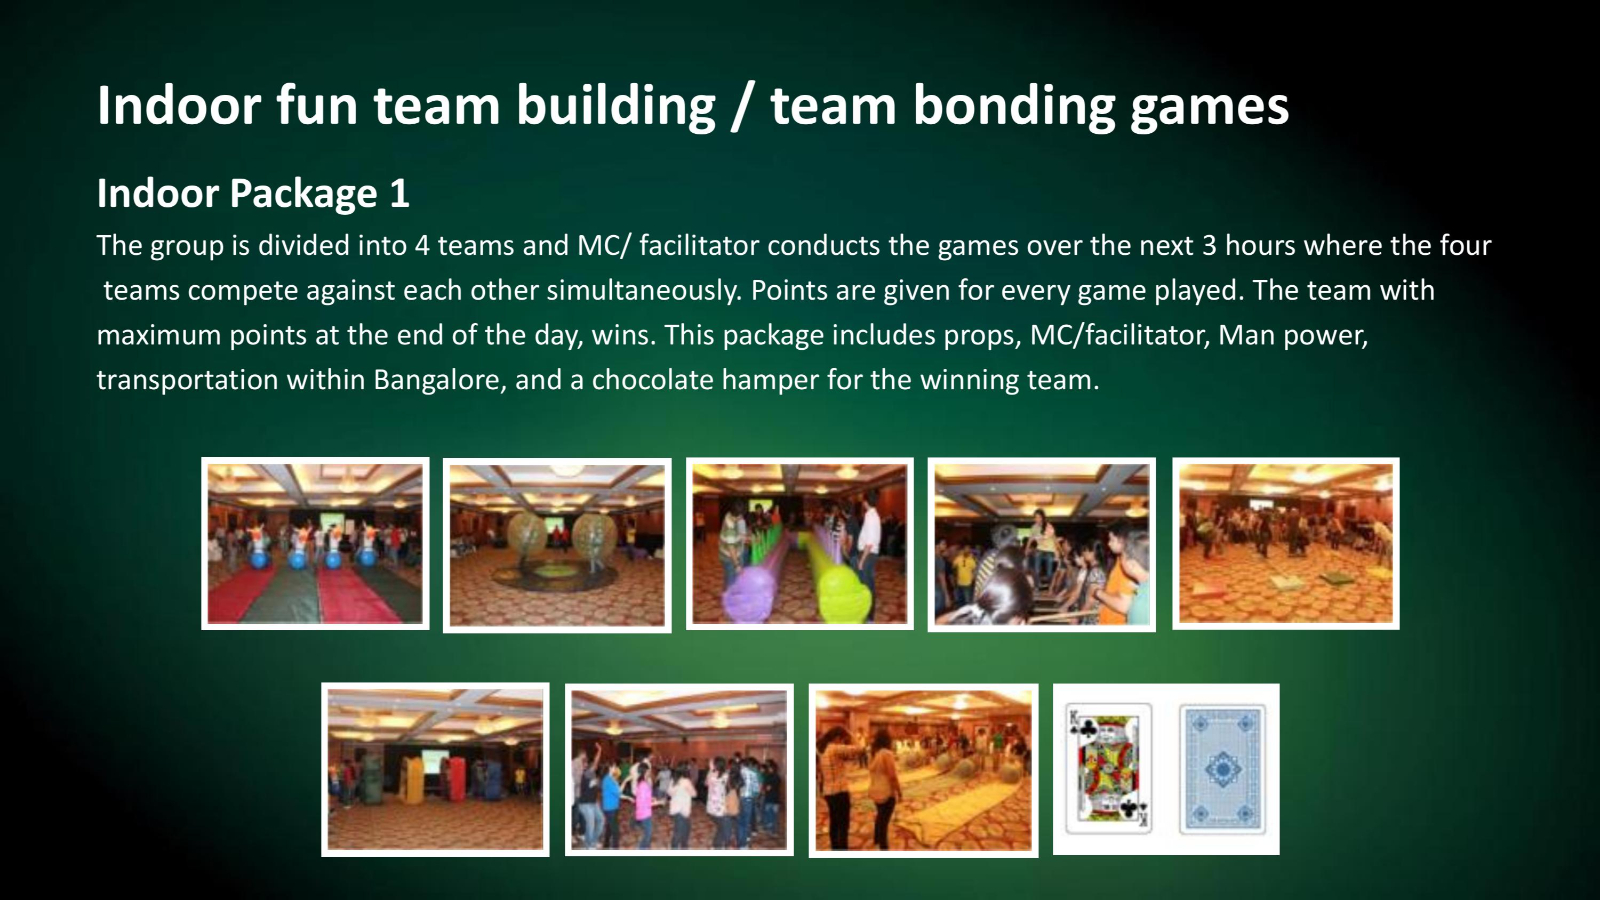 Indoor fun team building / team bonding games
Indoor Package 1
The group is divided into 4 teams and MC/ facilitator conducts the games over the next 3 hours where the four
teams compete against each other simultaneously. Points are given for every game played. The team with
maximum points at the end of the day, wins. This package includes props, MC/facilitator, Man power,
transportation within Bangalore, and a chocolate hamper for the winning team.
K
K